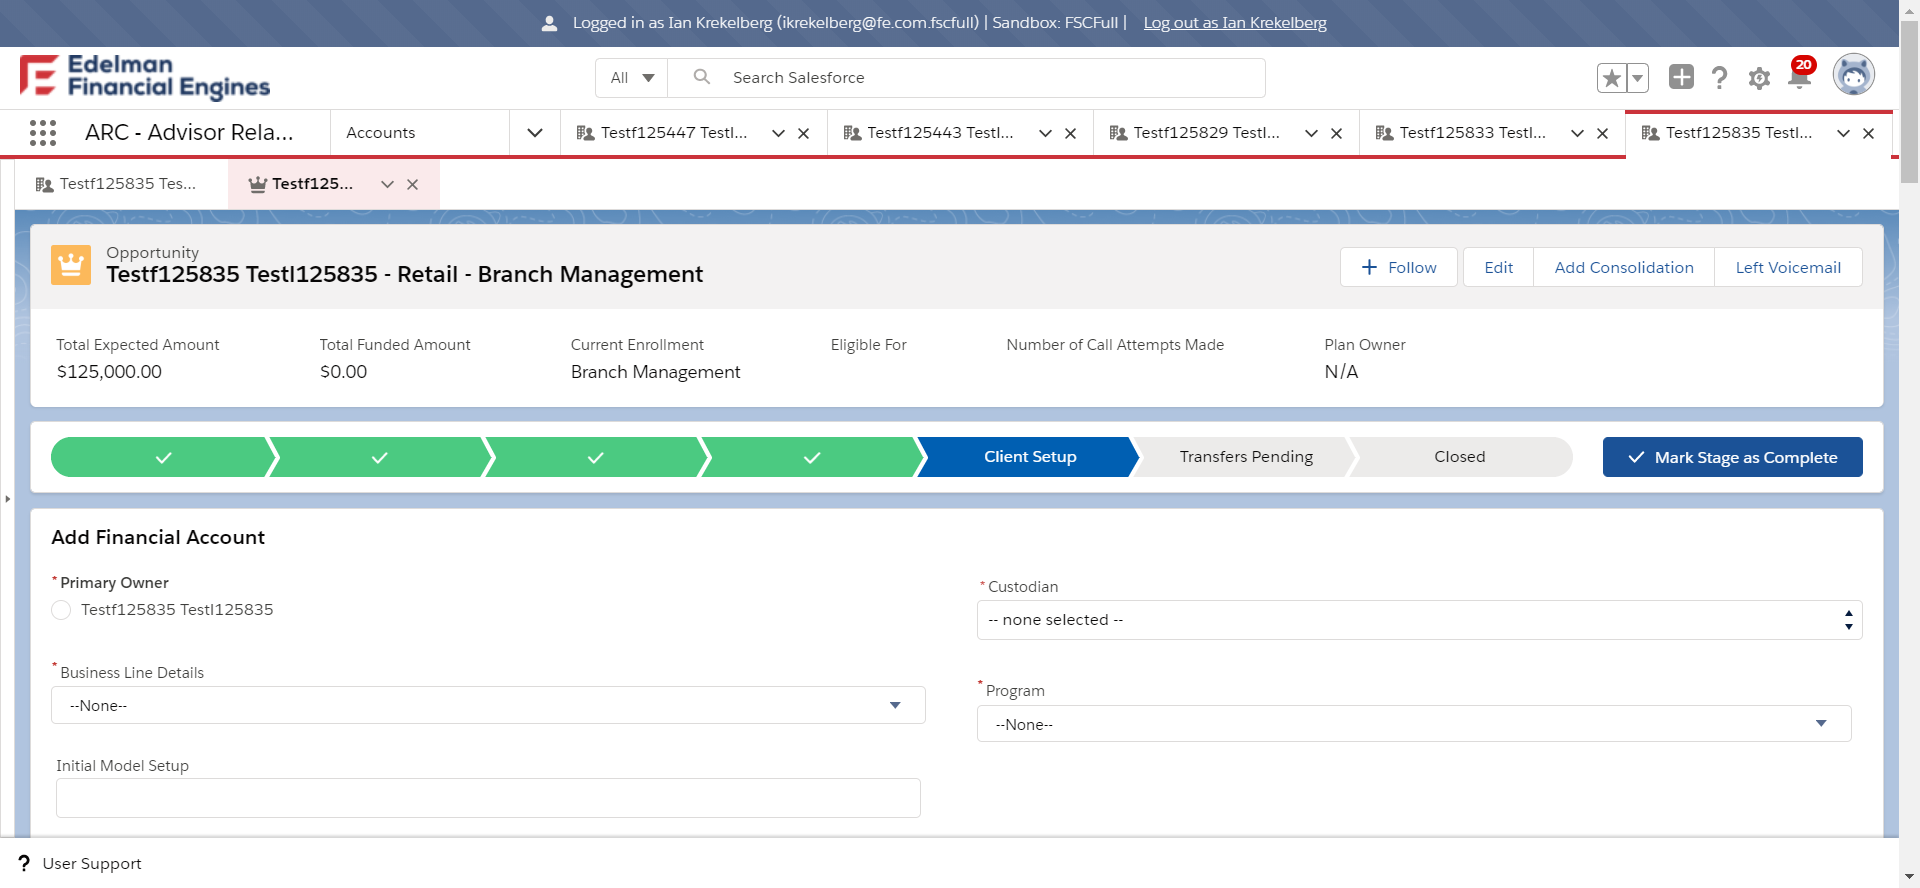 Logged in as Ian Krekelberg (ikrekelberg@fe.com.fscfull) | Sandbox: FSCFull | Log out as Ian Krekelberg
Edelman
Financial Engines
All Search Salesforce 20
ARC - Advisor Rela... Accounts Testf125447 Testl... Testf125443 Testl... Testf125829 Testl... Testf125833 Testl... Testf125835 Testl...
Testf125835 Tes... Testf125...
Opportunity
Testf125835 Testl125835 - Retail - Branch Management
+ Follow Edit Add Consolidation Left Voicemail
Total Expected Amount Total Funded Amount Current Enrollment Eligible For Number of Call Attempts Made Plan Owner
$125,000.00 $0.00 Branch Management N/A
Client Setup Transfers Pending Closed Mark Stage as Complete
Add Financial Account
*Primary Owner
Testf125835 Testl125835
*Custodian
-- none selected --
*Business Line Details
--None--
*Program
--None--
Initial Model Setup
? User Support